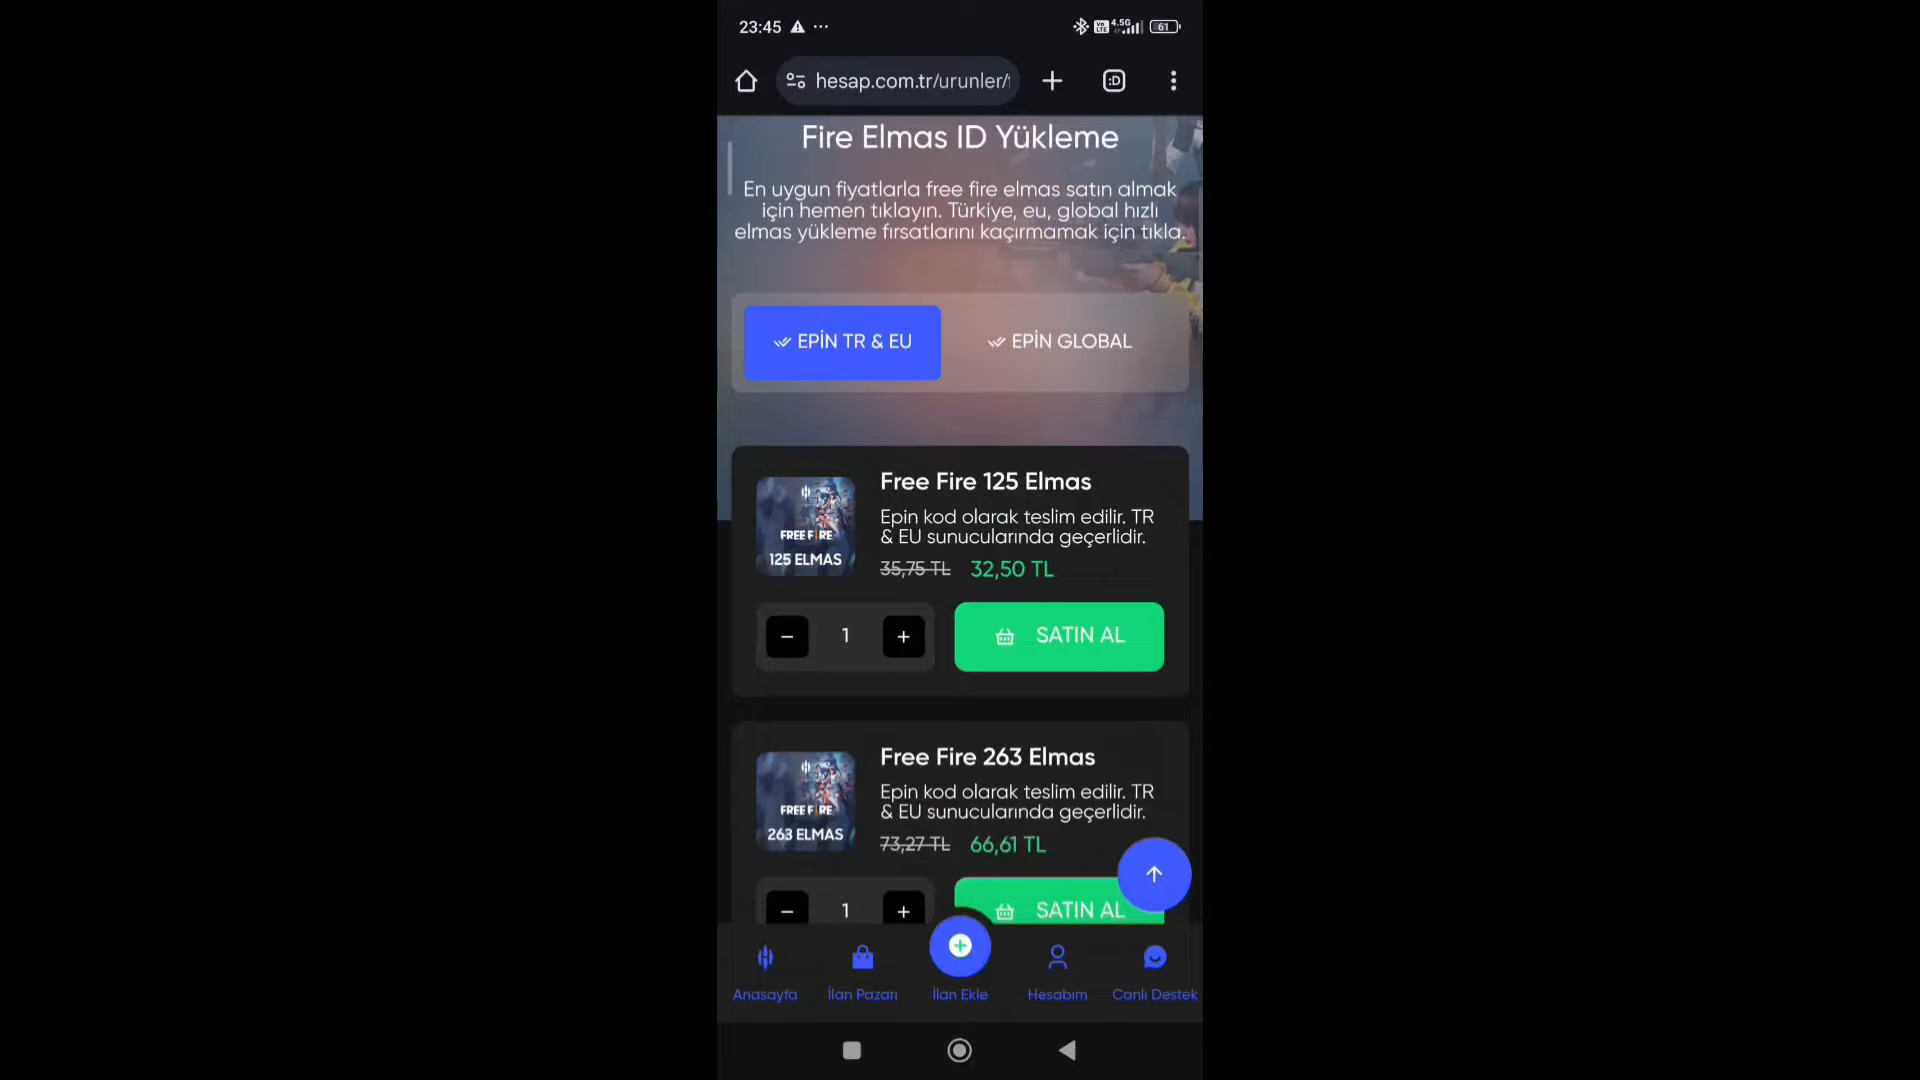 23:45
4.5G
61
hesap.com.tr/urunler/
Fire Elmas ID Yükleme
En uygun fiyatlarla free fire elmas satın almak
için hemen tıklayın. Türkiye, eu, global hızlı
elmas yükleme fırsatlarını kaçırmamak için tıkla.
EPİN TR & EU
EPİN GLOBAL
Free Fire 125 Elmas
Epin kod olarak teslim edilir. TR
& EU sunucularında geçerlidir.
35,75 TL 32,50 TL
FREE FIRE
125 ELMAS
1
SATIN AL
Free Fire 263 Elmas
Epin kod olarak teslim edilir. TR
& EU sunucularında geçerlidir.
73,27 TL 66,61 TL
FREE FIRE
263 ELMAS
1
SATIN AL
Anasayfa
İlan Pazarı
İlan Ekle
Hesabım
Canlı Destek